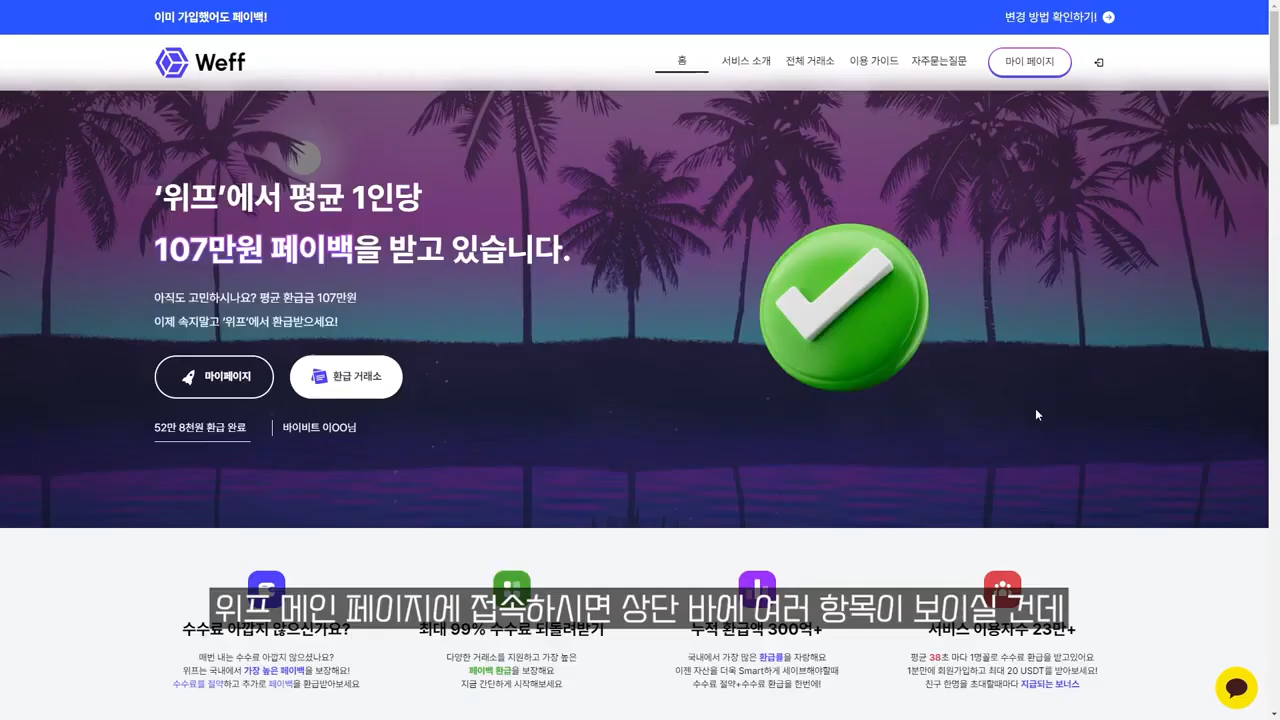 이미 가입했어도 페이백!
변경 방법 확인하기!
Weff
홈
서비스 소개
전체 거래소
이용 가이드
자주묻는질문
마이 페이지
‘위프’에서 평균 1인당
107만원 페이백을 받고 있습니다.
아직도 고민하시나요? 평균 환급금 107만원
이제 속지말고 ‘위프’에서 환급받으세요!
마이페이지
환급 거래소
52만 8천원 환급 완료
바이비트 이OO님
위프 메인 페이지에 접속하시면 상단 바에 여러 항목이 보이실 건데
수수료 아깝지 않으신가요?
매번 내는 수수료 아깝지 않으셨나요?
위프는 국내에서 가장 높은 페이백을 보장해요!
수수료를 절약하고 추가로 페이백을 환급받아보세요
최대 99% 수수료 되돌려받기
다양한 거래소를 지원하고 가장 높은
페이백 환급을 보장해요
지금 간단하게 시작해보세요
누적 환급액 300억+
국내에서 가장 많은 환급률을 자랑해요
이젠 자산을 더욱 Smart하게 세이브해야할때
수수료 절약+수수료 환급을 한번에!
서비스 이용자수 23만+
평균 38초 마다 1명꼴로 수수료 환급을 받고있어요
1분만에 회원가입하고 최대 20 USDT를 받아보세요!
친구 한명을 초대할때마다 지급되는 보너스